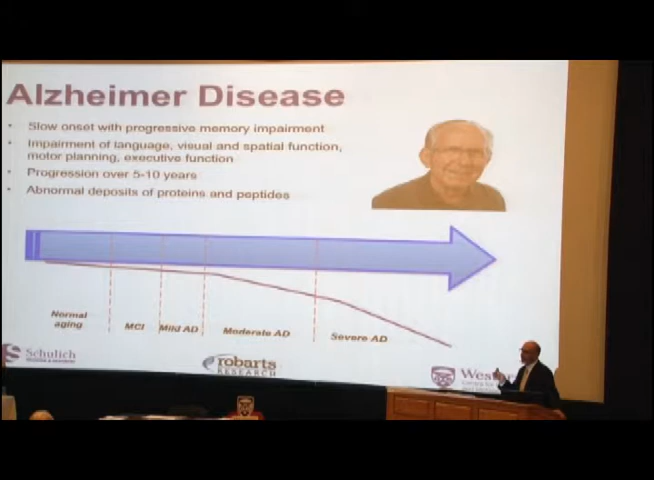 Alzheimer Disease
• Slow onset with progressive memory impairment
• Impairment of language, visual and spatial function,
motor planning, executive function
• Progression over 5-10 years
• Abnormal deposits of proteins and peptides
Normal
aging
MCI
Mild AD
Moderate AD
Severe AD
Schulich
robarts
RESEARCH